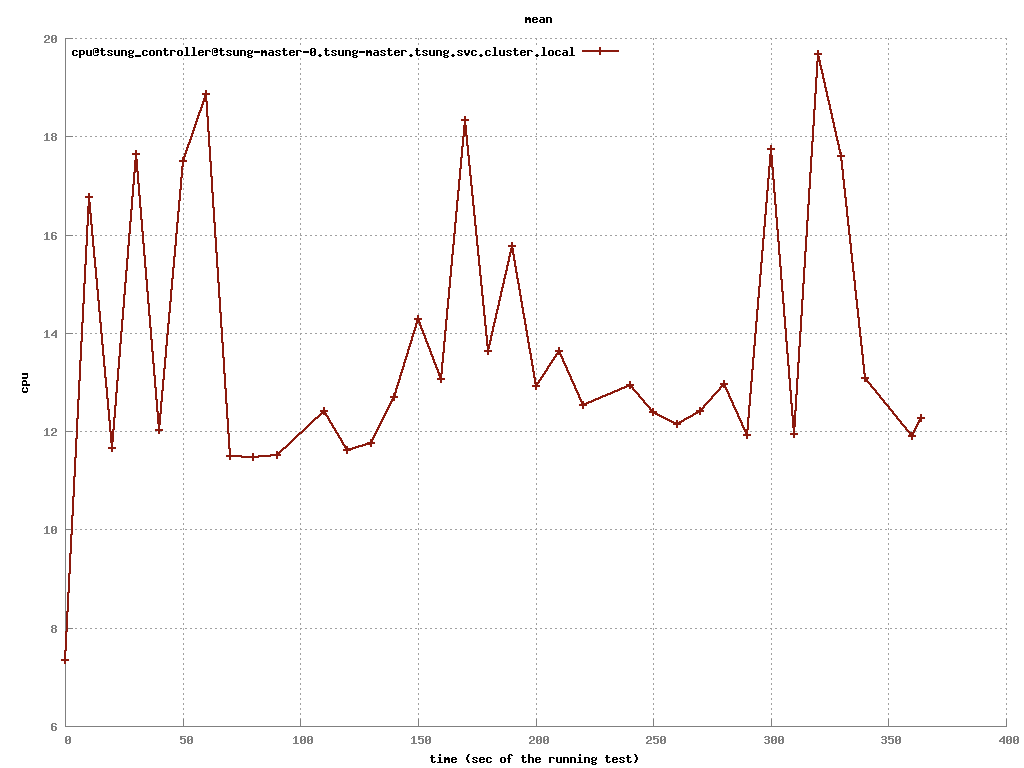 mean
cpu@tsung_controller@tsung-master-0.tsung-master.tsung.svc.cluster.local
20
18
16
14
12
10
8
6
cpu
0 50 100 150 200 250 300 350 400
time (sec of the running test)